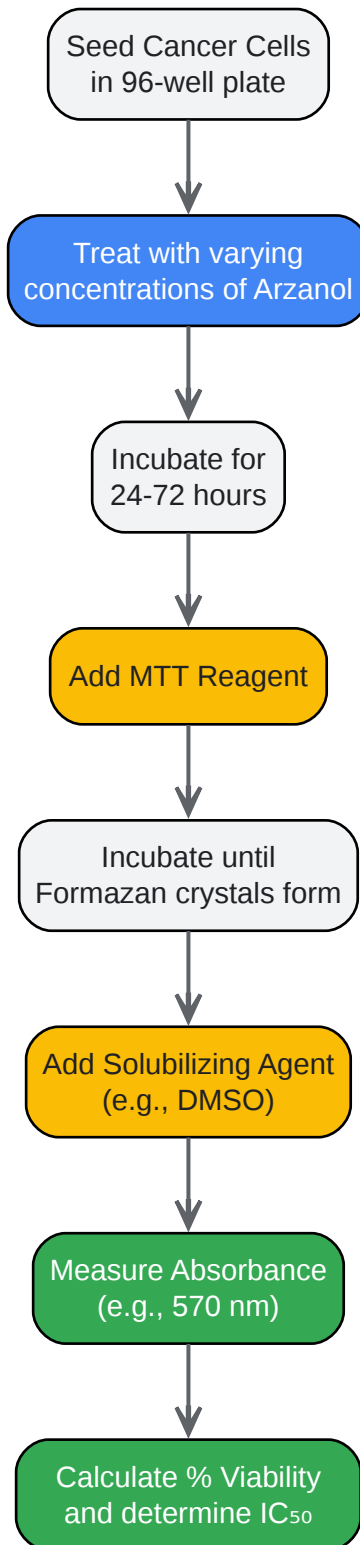 Seed Cancer Cells
in 96-well plate
Treat with varying
concentrations of Arzanol
Incubate for
24-72 hours
Add MTT Reagent
Incubate until
Formazan crystals form
Add Solubilizing Agent
(e.g., DMSO)
Measure Absorbance
(e.g., 570 nm)
Calculate % Viability
and determine IC₅₀